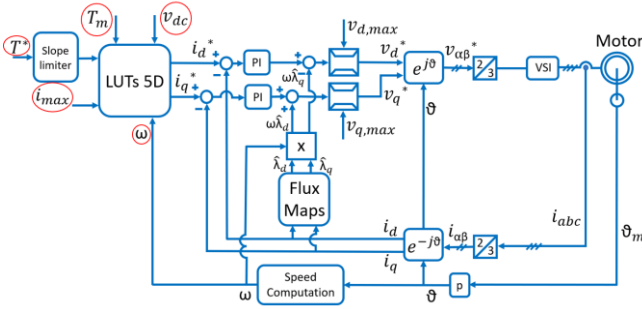 T_m
v_dc
v_d,max
Motor
T*
Slope
limiter
LUTs 5D
i_d*
+
-
PI
-
+
v_d*
e^jϑ
v_αβ*
2
3
VSI
i_max
i_q*
+
-
PI
ωλ̂_q
+
+
v_q*
v_q,max
ω
ωλ̂_d
x
λ̂_d
λ̂_q
Flux
Maps
i_d
i_q
e^-jϑ
i_αβ
2
3
i_abc
ϑ_m
ω
Speed
Computation
ϑ
p